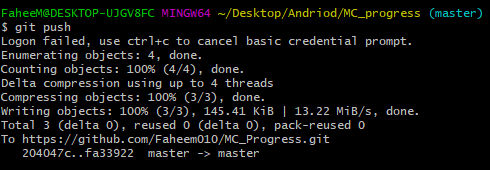 FaheeM@DESKTOP-UJGV8FC MINGW64 ~/Desktop/Andriod/MC_progress (master)
$ git push
Logon failed, use ctrl+c to cancel basic credential prompt.
Enumerating objects: 4, done.
Counting objects: 100% (4/4), done.
Delta compression using up to 4 threads
Compressing objects: 100% (3/3), done.
Writing objects: 100% (3/3), 145.41 KiB | 13.22 MiB/s, done.
Total 3 (delta 0), reused 0 (delta 0), pack-reused 0
To https://github.com/Faheem010/MC_Progress.git
   204047c..fa33922  master -> master